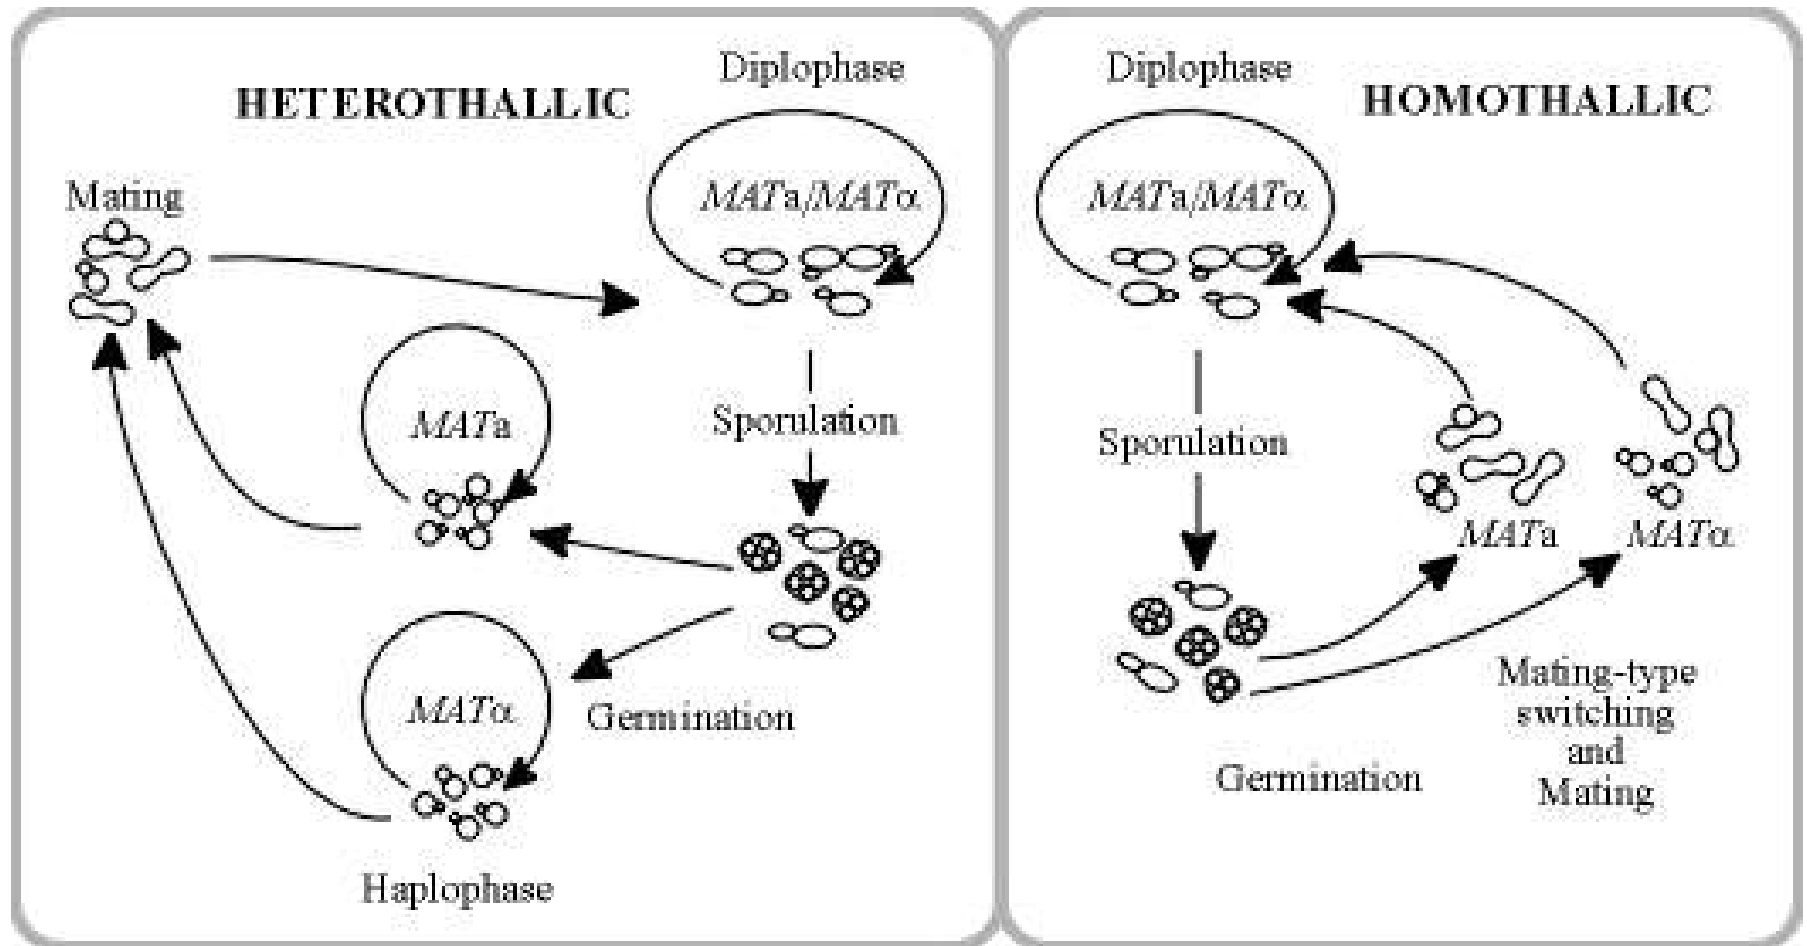 HETEROTHALLIC
Diplophase
MATa/MATα
Mating
MATa
Sporulation
MATα
Germination
Haplophase
Diplophase
HOMOTHALLIC
MATa/MATα
Sporulation
MATa
MATα
Mating-type
switching
and
Mating
Germination